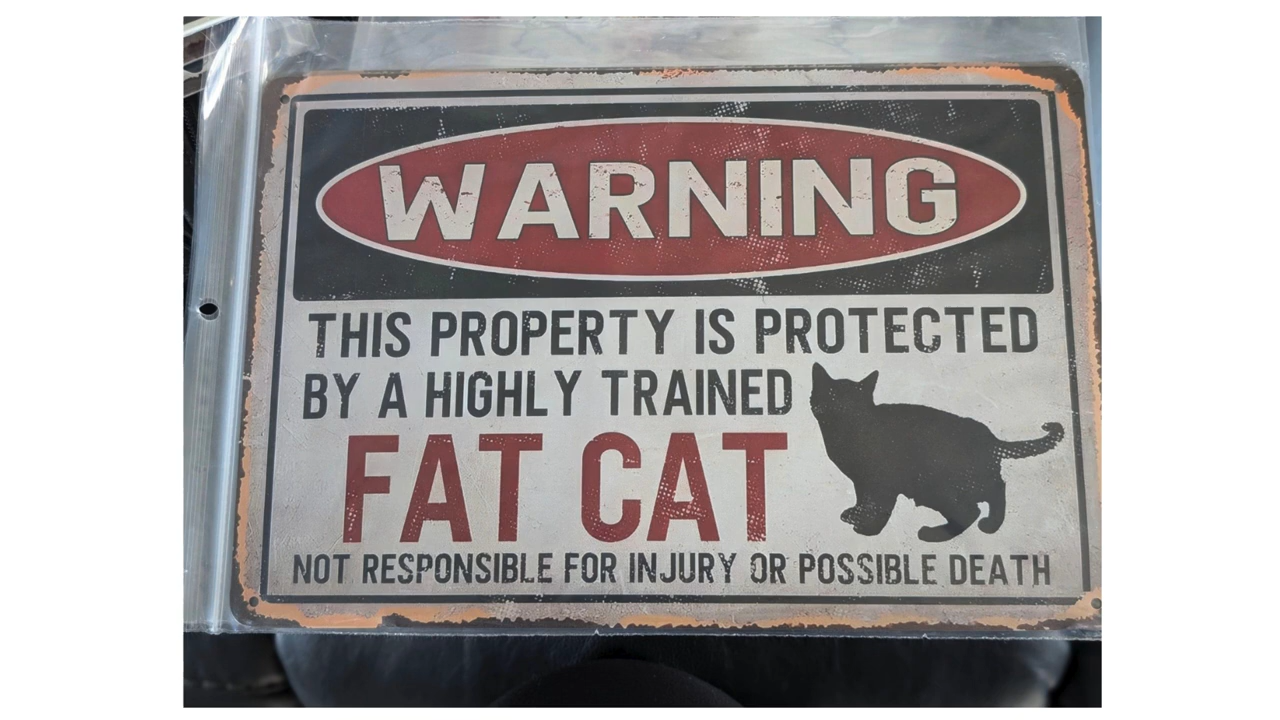 WARNING
THIS PROPERTY IS PROTECTED
BY A HIGHLY TRAINED
FAT CAT
NOT RESPONSIBLE FOR INJURY OR POSSIBLE DEATH